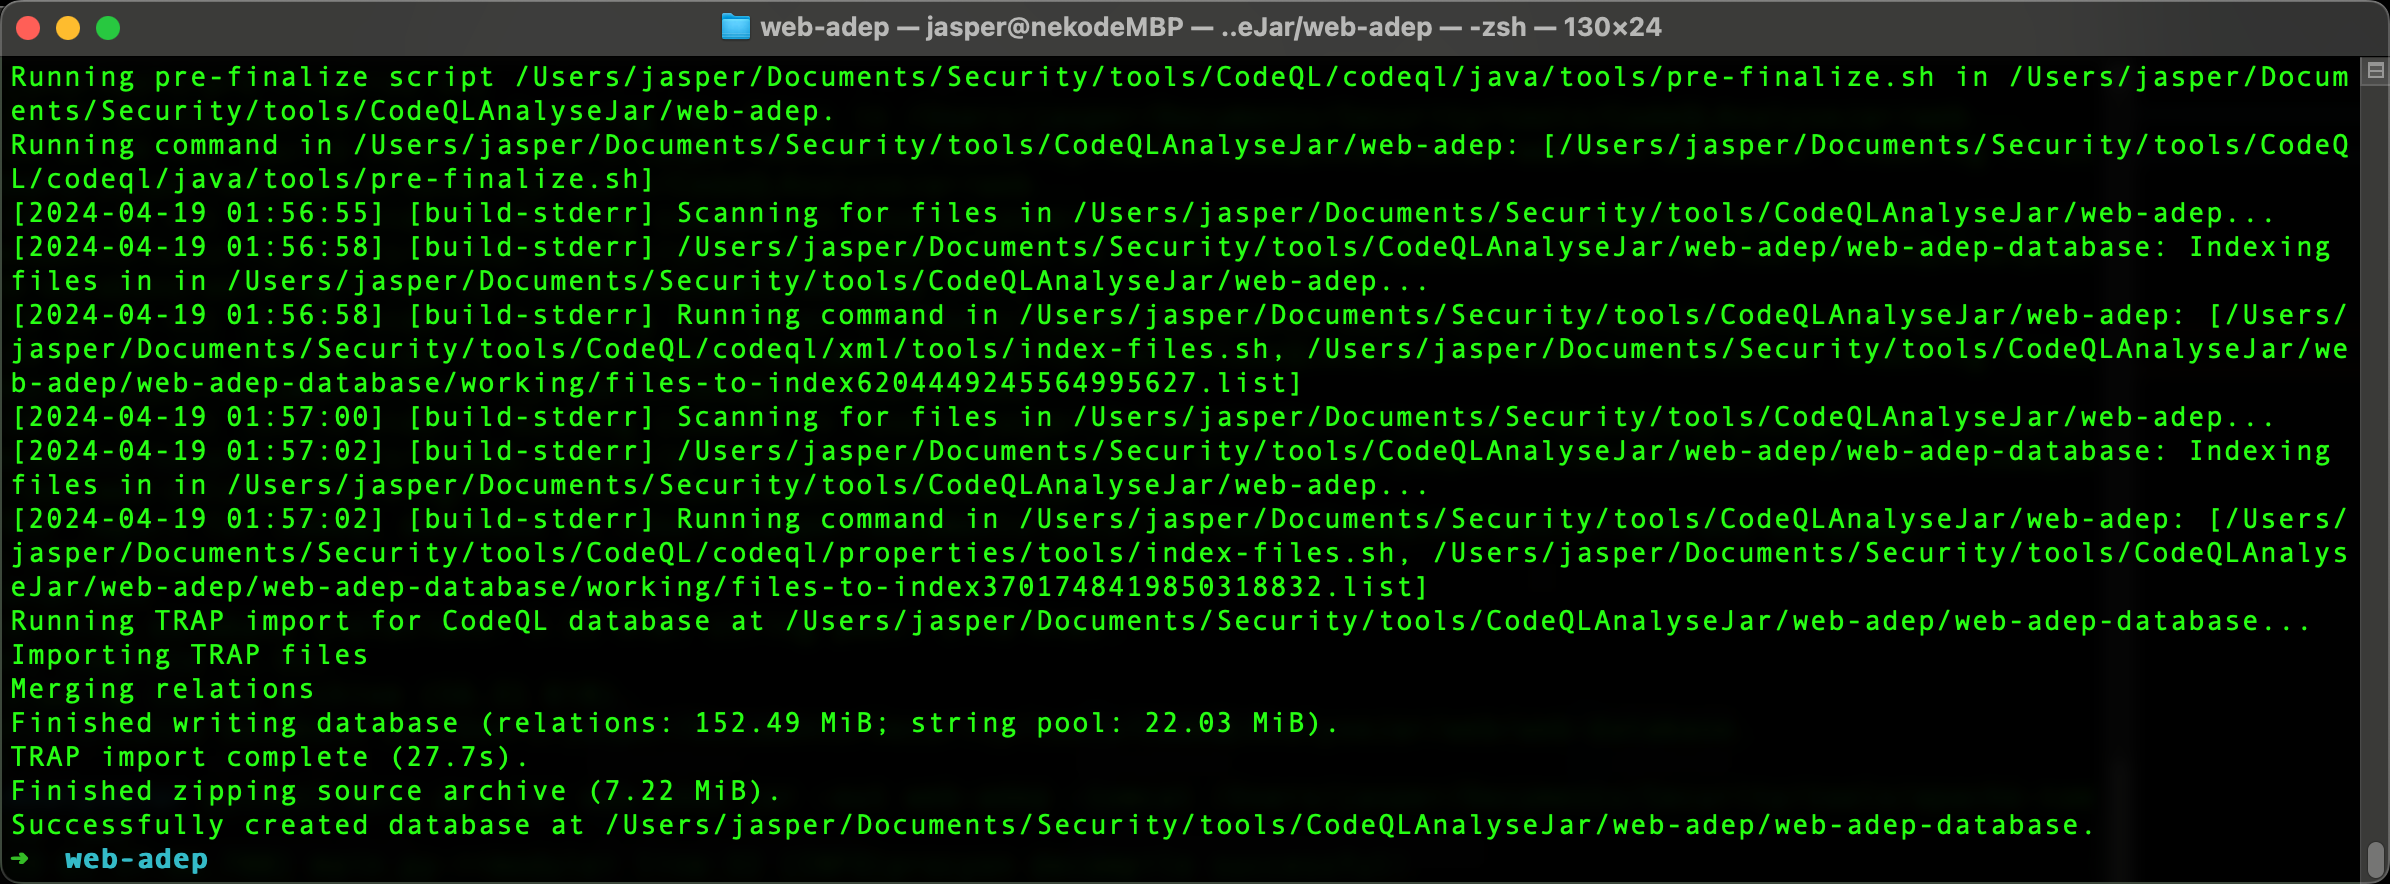 web-adep — jasper@nekodeMBP — ..eJar/web-adep — -zsh — 130×24
Running pre-finalize script /Users/jasper/Documents/Security/tools/CodeQL/codeql/java/tools/pre-finalize.sh in /Users/jasper/Docum
ents/Security/tools/CodeQLAnalyseJar/web-adep.
Running command in /Users/jasper/Documents/Security/tools/CodeQLAnalyseJar/web-adep: [/Users/jasper/Documents/Security/tools/CodeQ
L/codeql/java/tools/pre-finalize.sh]
[2024-04-19 01:56:55] [build-stderr] Scanning for files in /Users/jasper/Documents/Security/tools/CodeQLAnalyseJar/web-adep...
[2024-04-19 01:56:58] [build-stderr] /Users/jasper/Documents/Security/tools/CodeQLAnalyseJar/web-adep/web-adep-database: Indexing
files in in /Users/jasper/Documents/Security/tools/CodeQLAnalyseJar/web-adep...
[2024-04-19 01:56:58] [build-stderr] Running command in /Users/jasper/Documents/Security/tools/CodeQLAnalyseJar/web-adep: [/Users/
jasper/Documents/Security/tools/CodeQL/codeql/xml/tools/index-files.sh, /Users/jasper/Documents/Security/tools/CodeQLAnalyseJar/we
b-adep/web-adep-database/working/files-to-index6204449245564995627.list]
[2024-04-19 01:57:00] [build-stderr] Scanning for files in /Users/jasper/Documents/Security/tools/CodeQLAnalyseJar/web-adep...
[2024-04-19 01:57:02] [build-stderr] /Users/jasper/Documents/Security/tools/CodeQLAnalyseJar/web-adep/web-adep-database: Indexing
files in in /Users/jasper/Documents/Security/tools/CodeQLAnalyseJar/web-adep...
[2024-04-19 01:57:02] [build-stderr] Running command in /Users/jasper/Documents/Security/tools/CodeQLAnalyseJar/web-adep: [/Users/
jasper/Documents/Security/tools/CodeQL/codeql/properties/tools/index-files.sh, /Users/jasper/Documents/Security/tools/CodeQLAnalys
eJar/web-adep/web-adep-database/working/files-to-index3701748419850318832.list]
Running TRAP import for CodeQL database at /Users/jasper/Documents/Security/tools/CodeQLAnalyseJar/web-adep/web-adep-database...
Importing TRAP files
Merging relations
Finished writing database (relations: 152.49 MiB; string pool: 22.03 MiB).
TRAP import complete (27.7s).
Finished zipping source archive (7.22 MiB).
Successfully created database at /Users/jasper/Documents/Security/tools/CodeQLAnalyseJar/web-adep/web-adep-database.
➜  web-adep